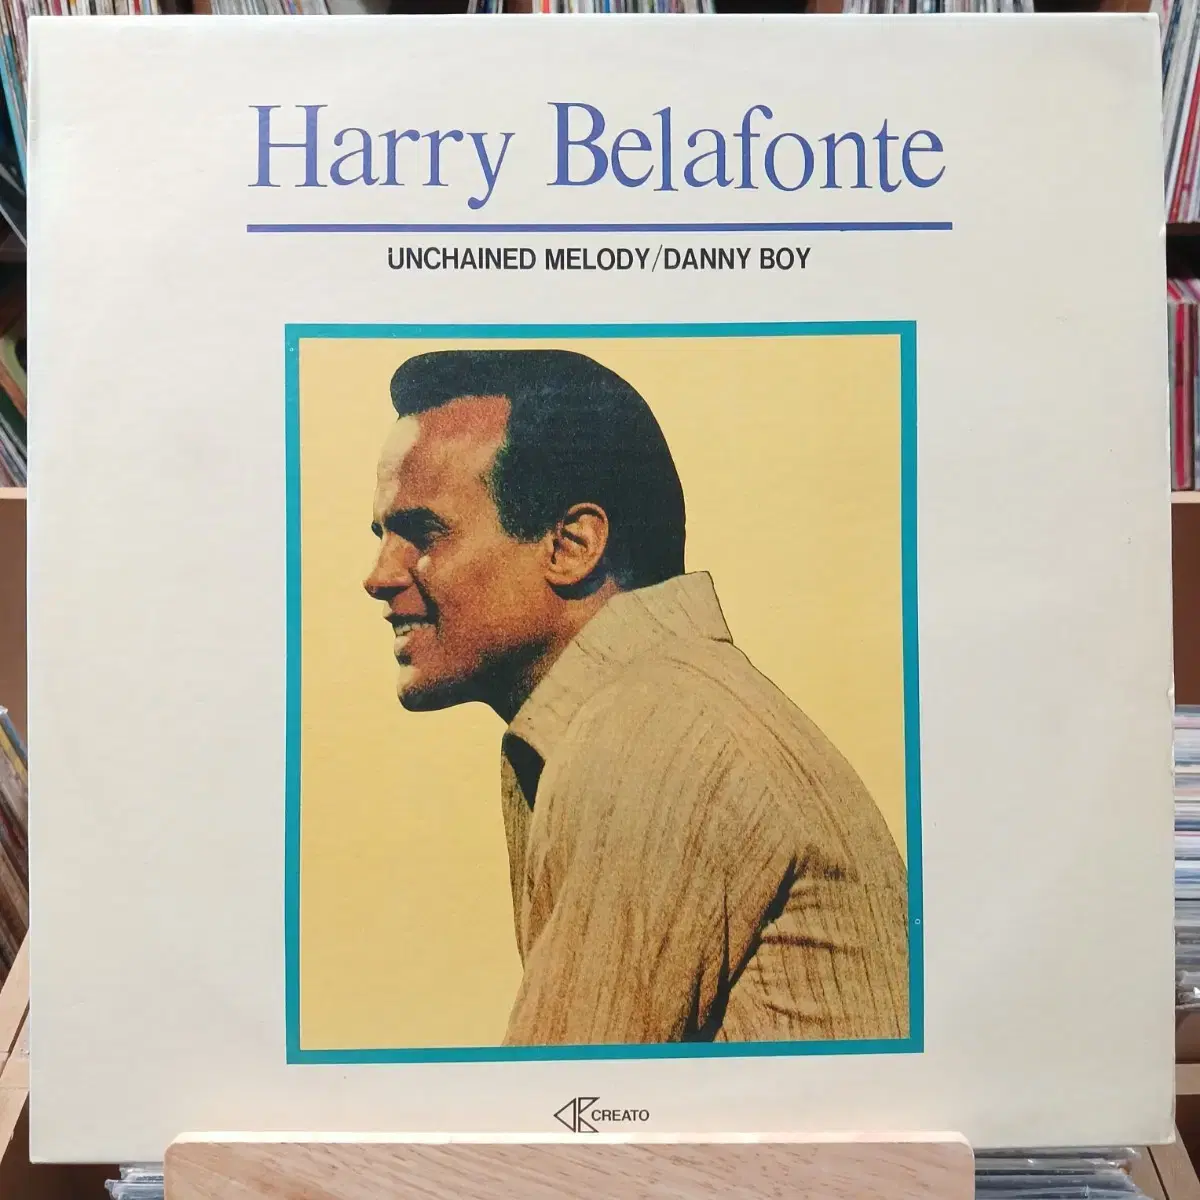 Harry Belafonte
UNCHAINED MELODY/DANNY BOY
CREATO